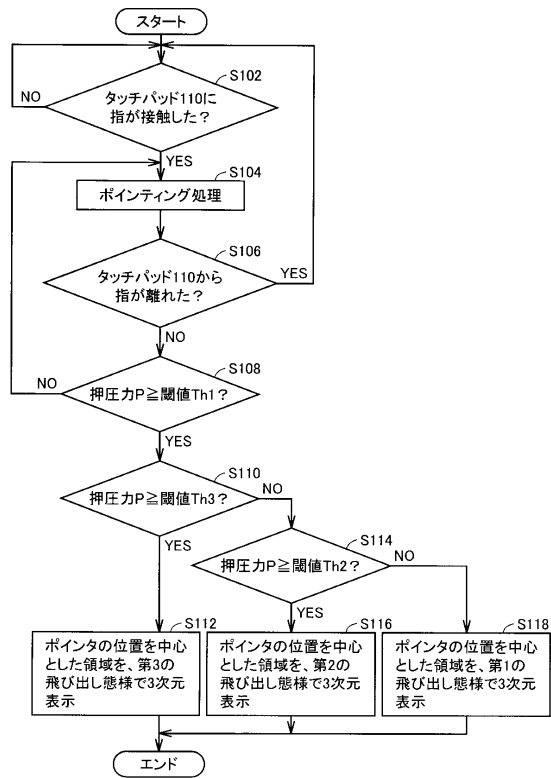 スタート
S102
NO
タッチパッド110に
指が接触した?
YES
S104
ポインティング処理
S106
タッチパッド110から
指が離れた?
YES
NO
S108
NO
押圧力P≧閾値Th1?
YES
S110
押圧力P≧閾値Th3?
NO
YES
S114
押圧力P≧閾値Th2?
NO
YES
S112
ポインタの位置を中心
とした領域を、第3の
飛び出し態様で3次元
表示
S116
ポインタの位置を中心
とした領域を、第2の
飛び出し態様で3次元
表示
S118
ポインタの位置を中心
とした領域を、第1の
飛び出し態様で3次元
表示
エンド